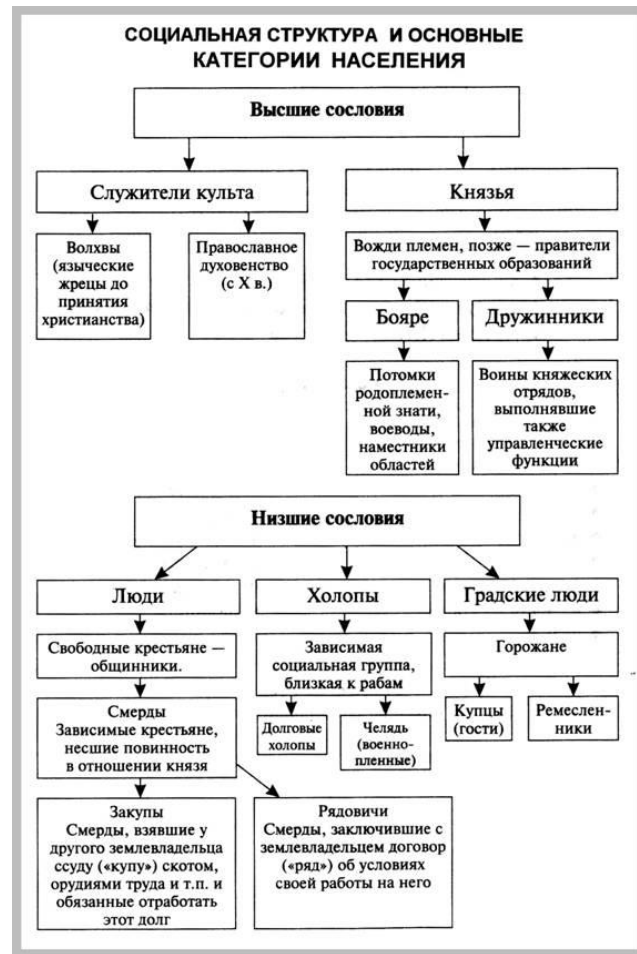 СОЦИАЛЬНАЯ СТРУКТУРА И ОСНОВНЫЕ
КАТЕГОРИИ НАСЕЛЕНИЯ
Высшие сословия
Служители культа
Князья
Волхвы
(языческие
жрецы до
принятия
христианства)
Православное
духовенство
(с X в.)
Вожди племен, позже — правители
государственных образований
Бояре
Дружинники
Потомки
родоплемен-
ной знати,
воеводы,
наместники
областей
Воины княжеских
отрядов,
выполнявшие
также
управленческие
функции
Низшие сословия
Люди
Холопы
Градские люди
Свободные крестьяне —
общинники.
Зависимая
социальная группа,
близкая к рабам
Горожане
Смерды
Зависимые крестьяне,
несшие повинность
в отношении князя
Долговые
холопы
Челядь
(военно-
пленные)
Купцы
(гости)
Ремеслен-
ники
Закупы
Смерды, взявшие у
другого землевладельца
ссуду («купу») скотом,
орудиями труда и т.п. и
обязанные отработать
этот долг
Рядовичи
Смерды, заключившие с
землевладельцем договор
(«ряд») об условиях
своей работы на него